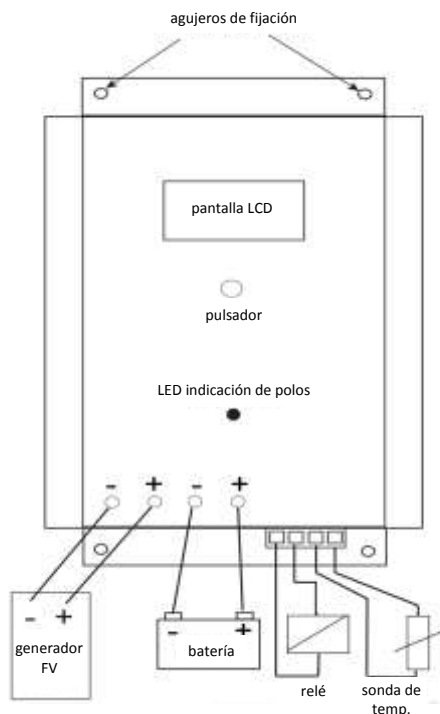 agujeros de fijación
pantalla LCD
pulsador
LED indicación de polos
- + - +
- +
generador
FV
- +
batería
relé
sonda de
temp.